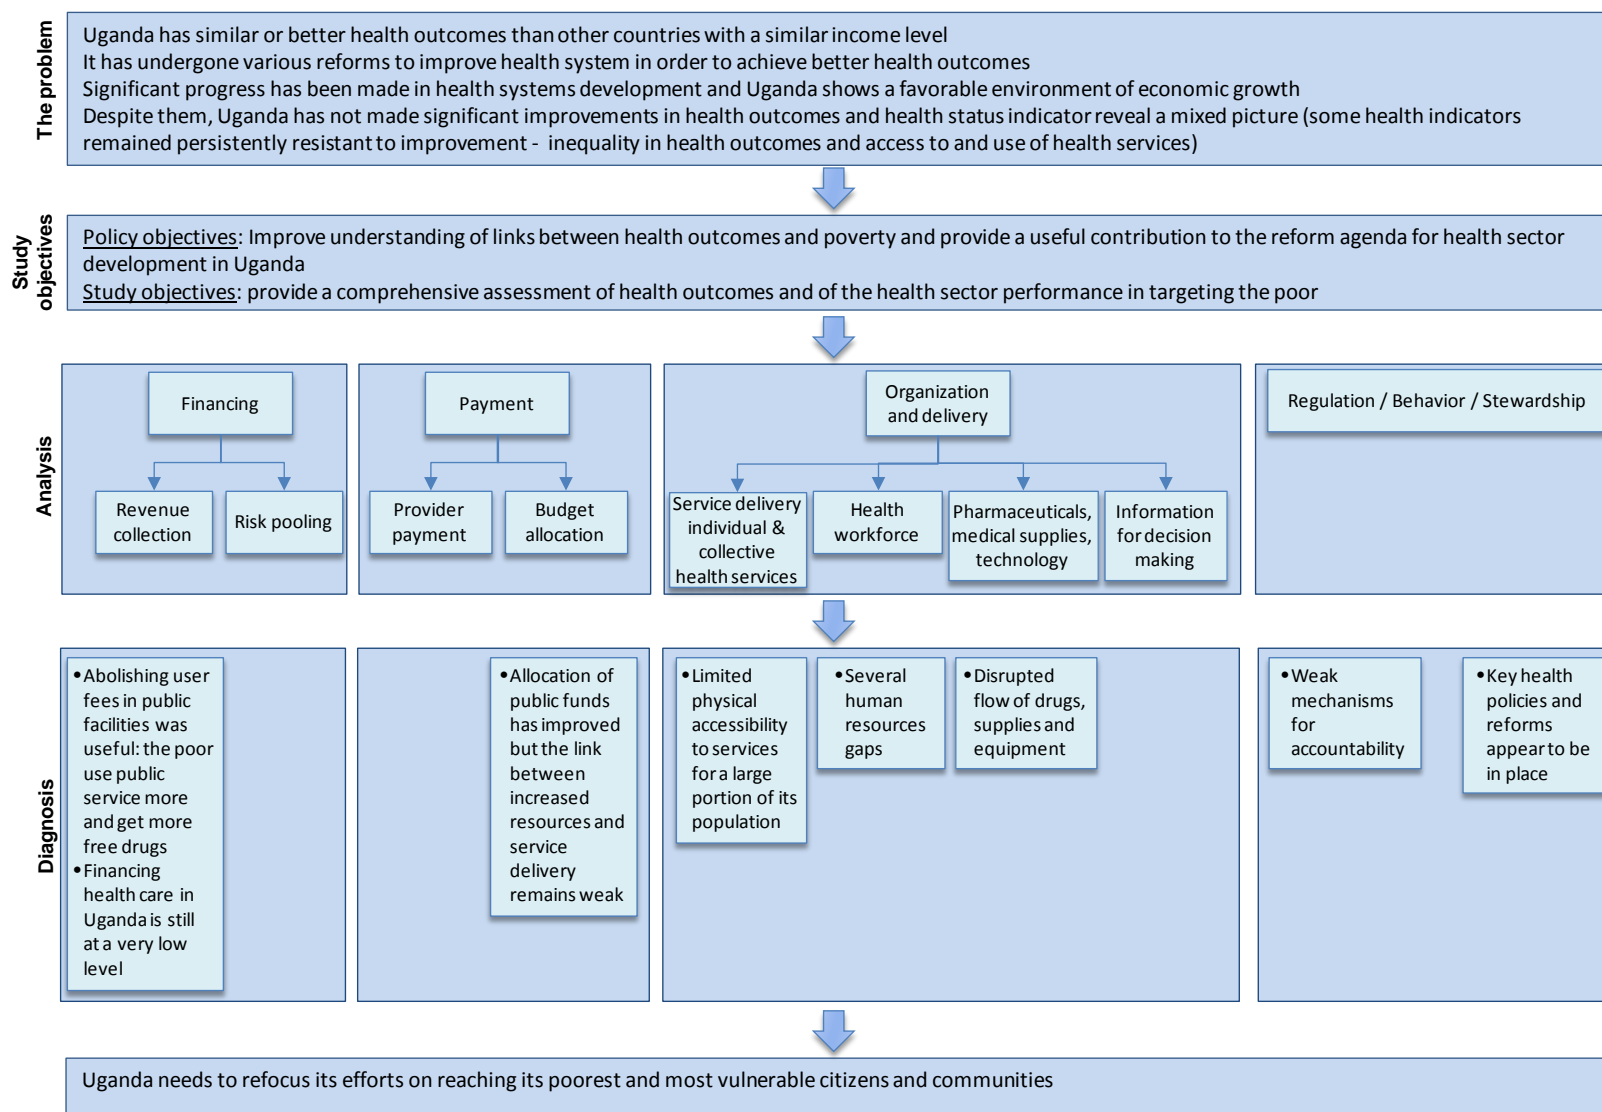 The problem
Uganda has similar or better health outcomes than other countries with a similar income level
It has undergone various reforms to improve health system in order to achieve better health outcomes
Significant progress has been made in health systems development and Uganda shows a favorable environment of economic growth
Despite them, Uganda has not made significant improvements in health outcomes and health status indicator reveal a mixed picture (some health indicators
remained persistently resistant to improvement - inequality in health outcomes and access to and use of health services)
Study
objectives
Policy objectives: Improve understanding of links between health outcomes and poverty and provide a useful contribution to the reform agenda for health sector
development in Uganda
Study objectives: provide a comprehensive assessment of health outcomes and of the health sector performance in targeting the poor
Analysis
Financing
Revenue
collection
Risk pooling
Payment
Provider
payment
Budget
allocation
Organization
and delivery
Service delivery
individual &
collective
health services
Health
workforce
Pharmaceuticals,
medical supplies,
technology
Information
for decision
making
Regulation / Behavior / Stewardship
Diagnosis
•Abolishing user
fees in public
facilities was
useful: the poor
use public
service more
and get more
free drugs
•Financing
health care in
Uganda is still
at a very low
level
•Allocation of
public funds
has improved
but the link
between
increased
resources and
service
delivery
remains weak
•Limited
physical
accessibility
to services
for a large
portion of its
population
•Several
human
resources
gaps
•Disrupted
flow of drugs,
supplies and
equipment
•Weak
mechanisms
for
accountability
•Key health
policies and
reforms
appear to be
in place
Uganda needs to refocus its efforts on reaching its poorest and most vulnerable citizens and communities